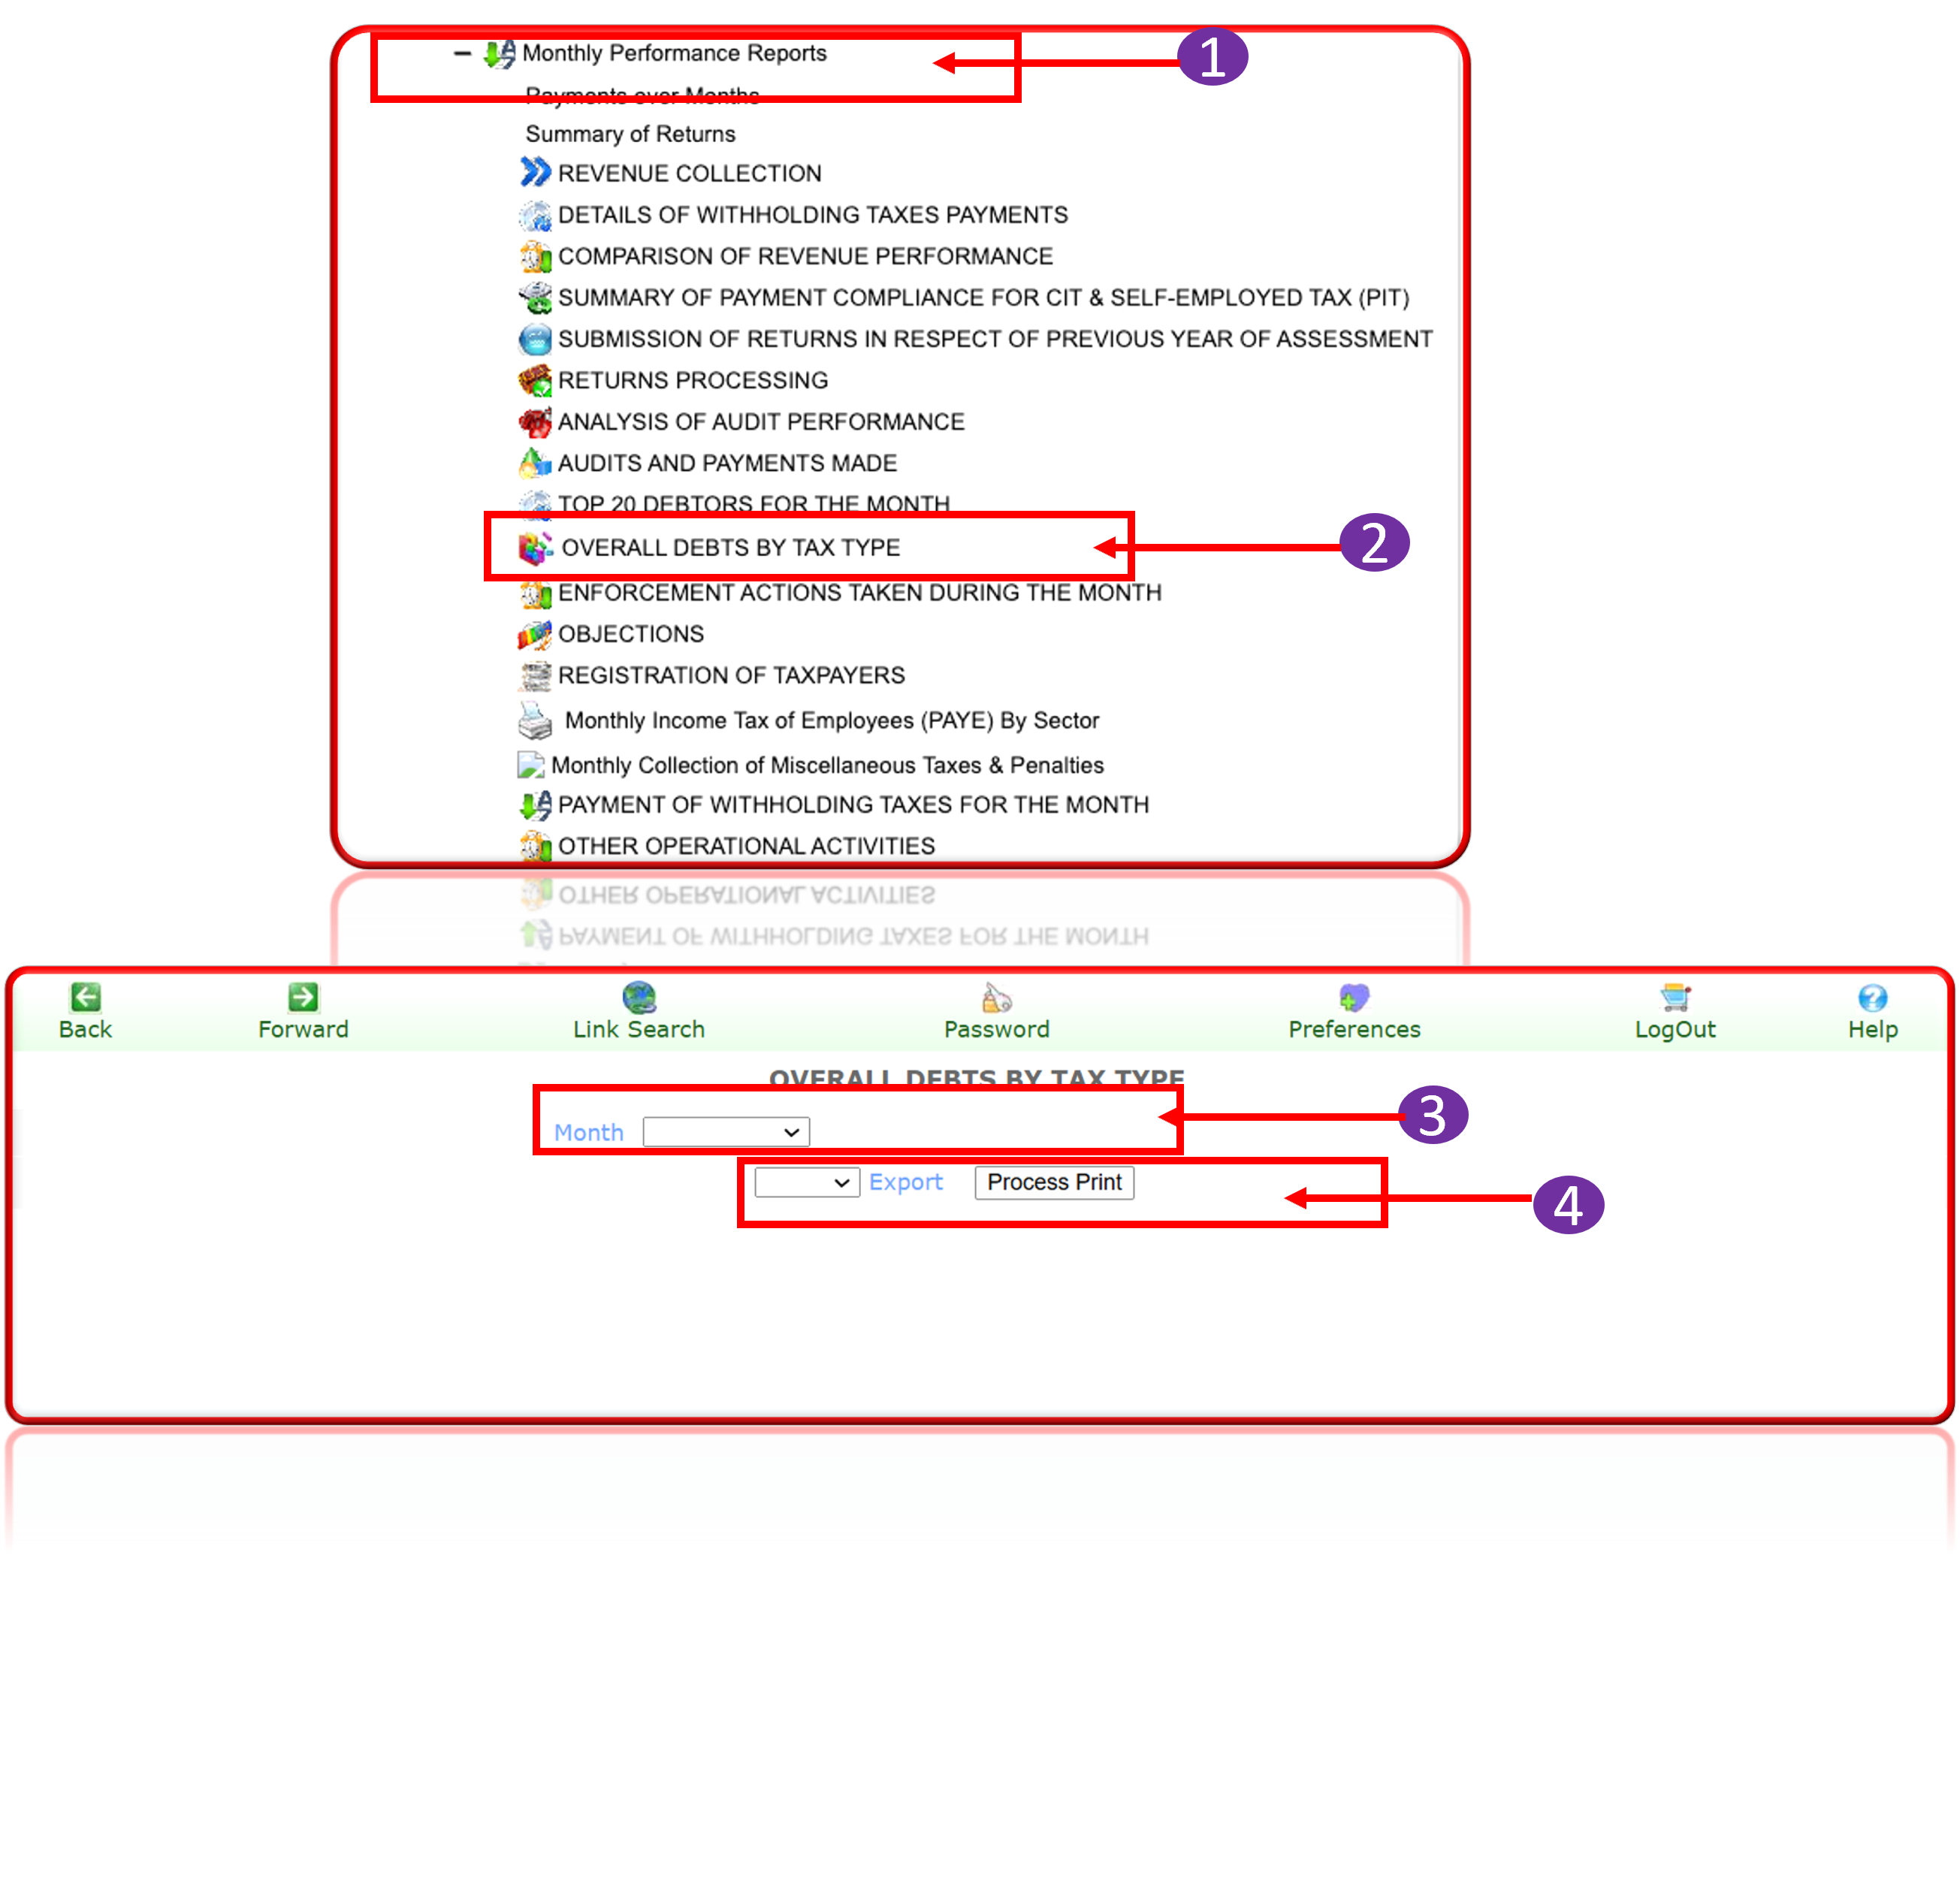 Monthly Performance Reports
1
Payments over Months
Summary of Returns
REVENUE COLLECTION
DETAILS OF WITHHOLDING TAXES PAYMENTS
COMPARISON OF REVENUE PERFORMANCE
SUMMARY OF PAYMENT COMPLIANCE FOR CIT & SELF-EMPLOYED TAX (PIT)
SUBMISSION OF RETURNS IN RESPECT OF PREVIOUS YEAR OF ASSESSMENT
RETURNS PROCESSING
ANALYSIS OF AUDIT PERFORMANCE
AUDITS AND PAYMENTS MADE
TOP 20 DEBTORS FOR THE MONTH
OVERALL DEBTS BY TAX TYPE
2
ENFORCEMENT ACTIONS TAKEN DURING THE MONTH
OBJECTIONS
REGISTRATION OF TAXPAYERS
Monthly Income Tax of Employees (PAYE) By Sector
Monthly Collection of Miscellaneous Taxes & Penalties
PAYMENT OF WITHHOLDING TAXES FOR THE MONTH
OTHER OPERATIONAL ACTIVITIES
Back Forward Link Search Password Preferences LogOut Help
OVERALL DEBTS BY TAX TYPE
Month
3
Export Process Print
4